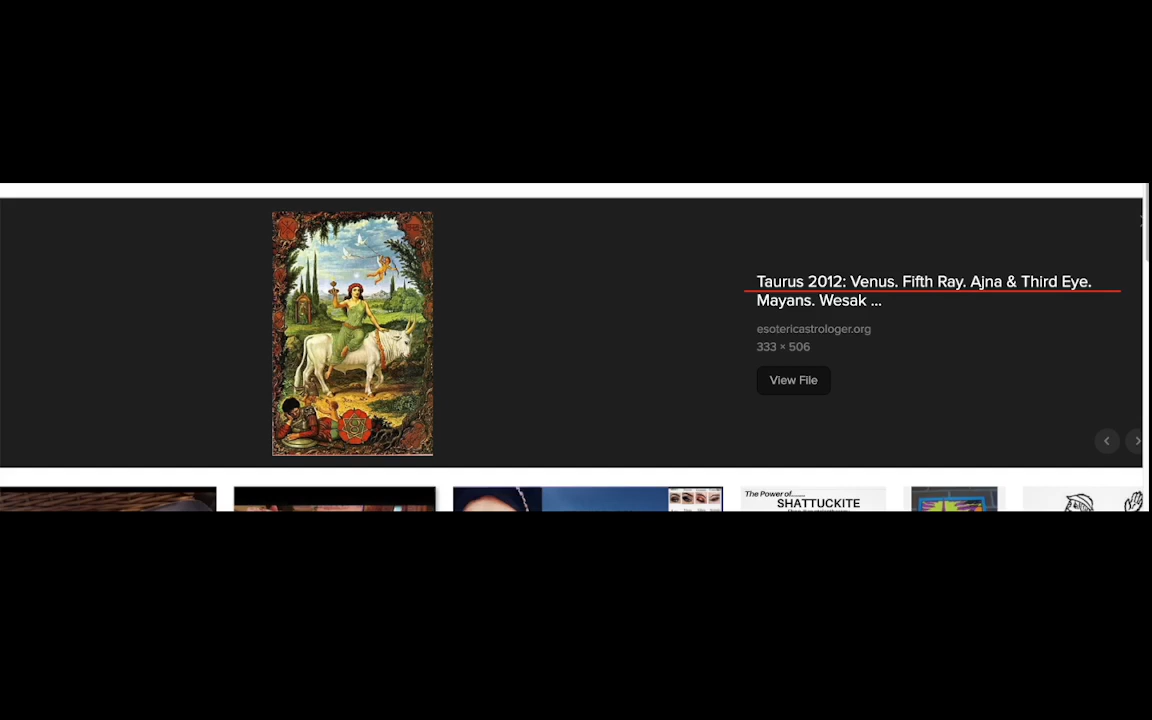 Taurus 2012: Venus. Fifth Ray. Ajna & Third Eye.
Mayans. Wesak ...
esotericastrologer.org
333 × 506
View File
The Power of......
SHATTUCKITE